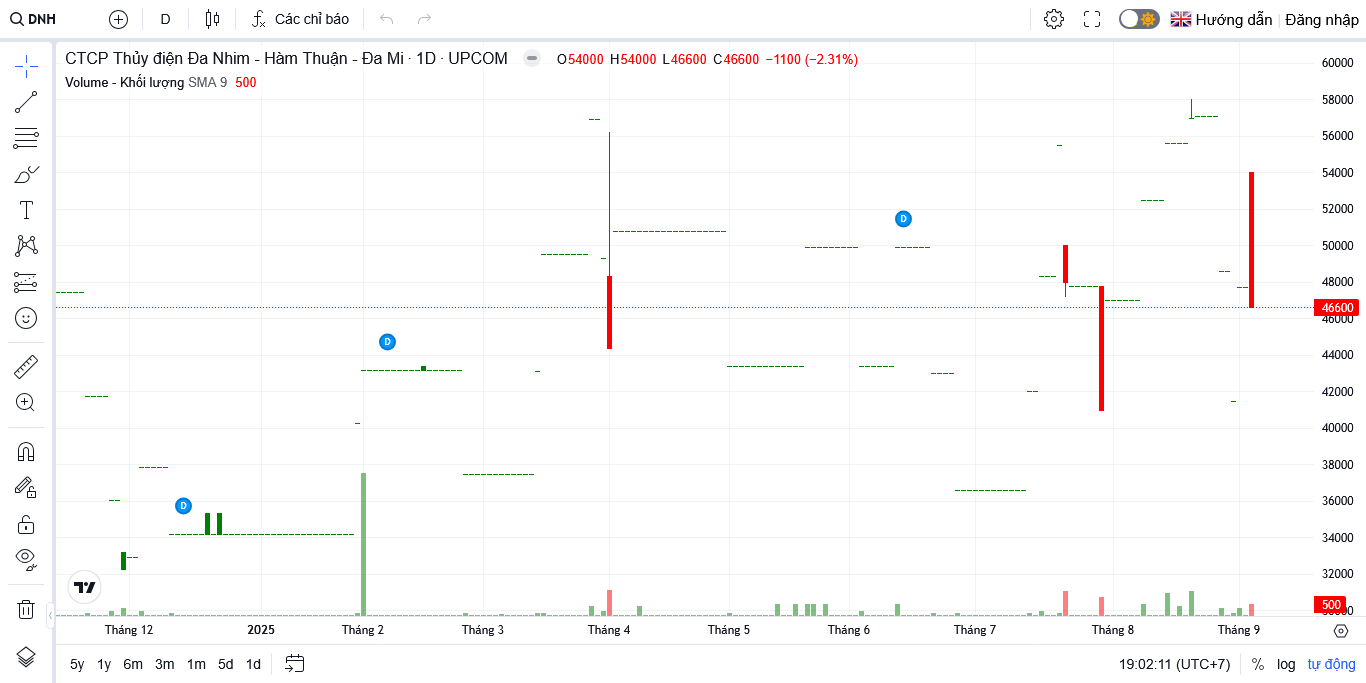 DNH D Các chỉ báo Hướng dẫn Đăng nhập
CTCP Thủy điện Đa Nhim - Hàm Thuận - Đa Mi · 1D · UPCOM O54000 H54000 L46600 C46600 −1100 (−2.31%)
Volume - Khối lượng SMA 9 500
60000
58000
56000
54000
52000
50000
48000
46600
46000
44000
42000
40000
38000
36000
34000
32000
500
D
D
D
Tháng 12 2025 Tháng 2 Tháng 3 Tháng 4 Tháng 5 Tháng 6 Tháng 7 Tháng 8 Tháng 9
5y 1y 6m 3m 1m 5d 1d 19:02:11 (UTC+7) % log tự động